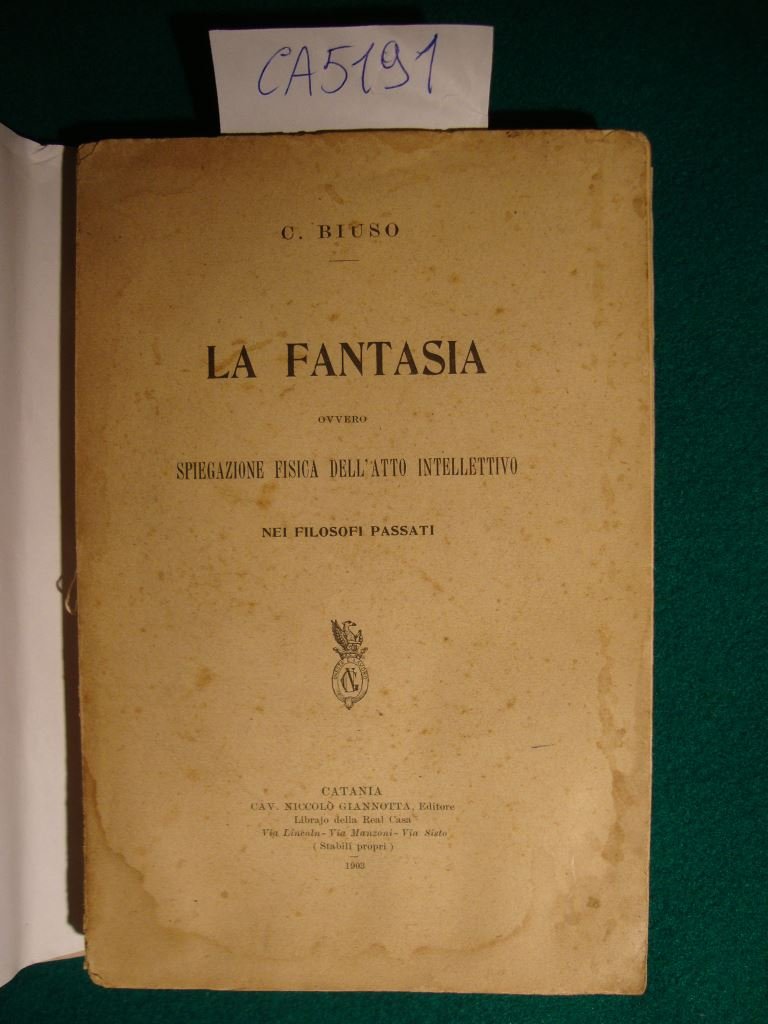 CA5191
C. BIUSO
LA FANTASIA
OVVERO
SPIEGAZIONE FISICA DELL'ATTO INTELLETTIVO
NEI FILOSOFI PASSATI
CATANIA
CAV. NICCOLÒ GIANNOTTA, Editore
Librajo della Real Casa
Via Lincoln - Via Manzoni - Via Sisto
(Stabili propri)
1903